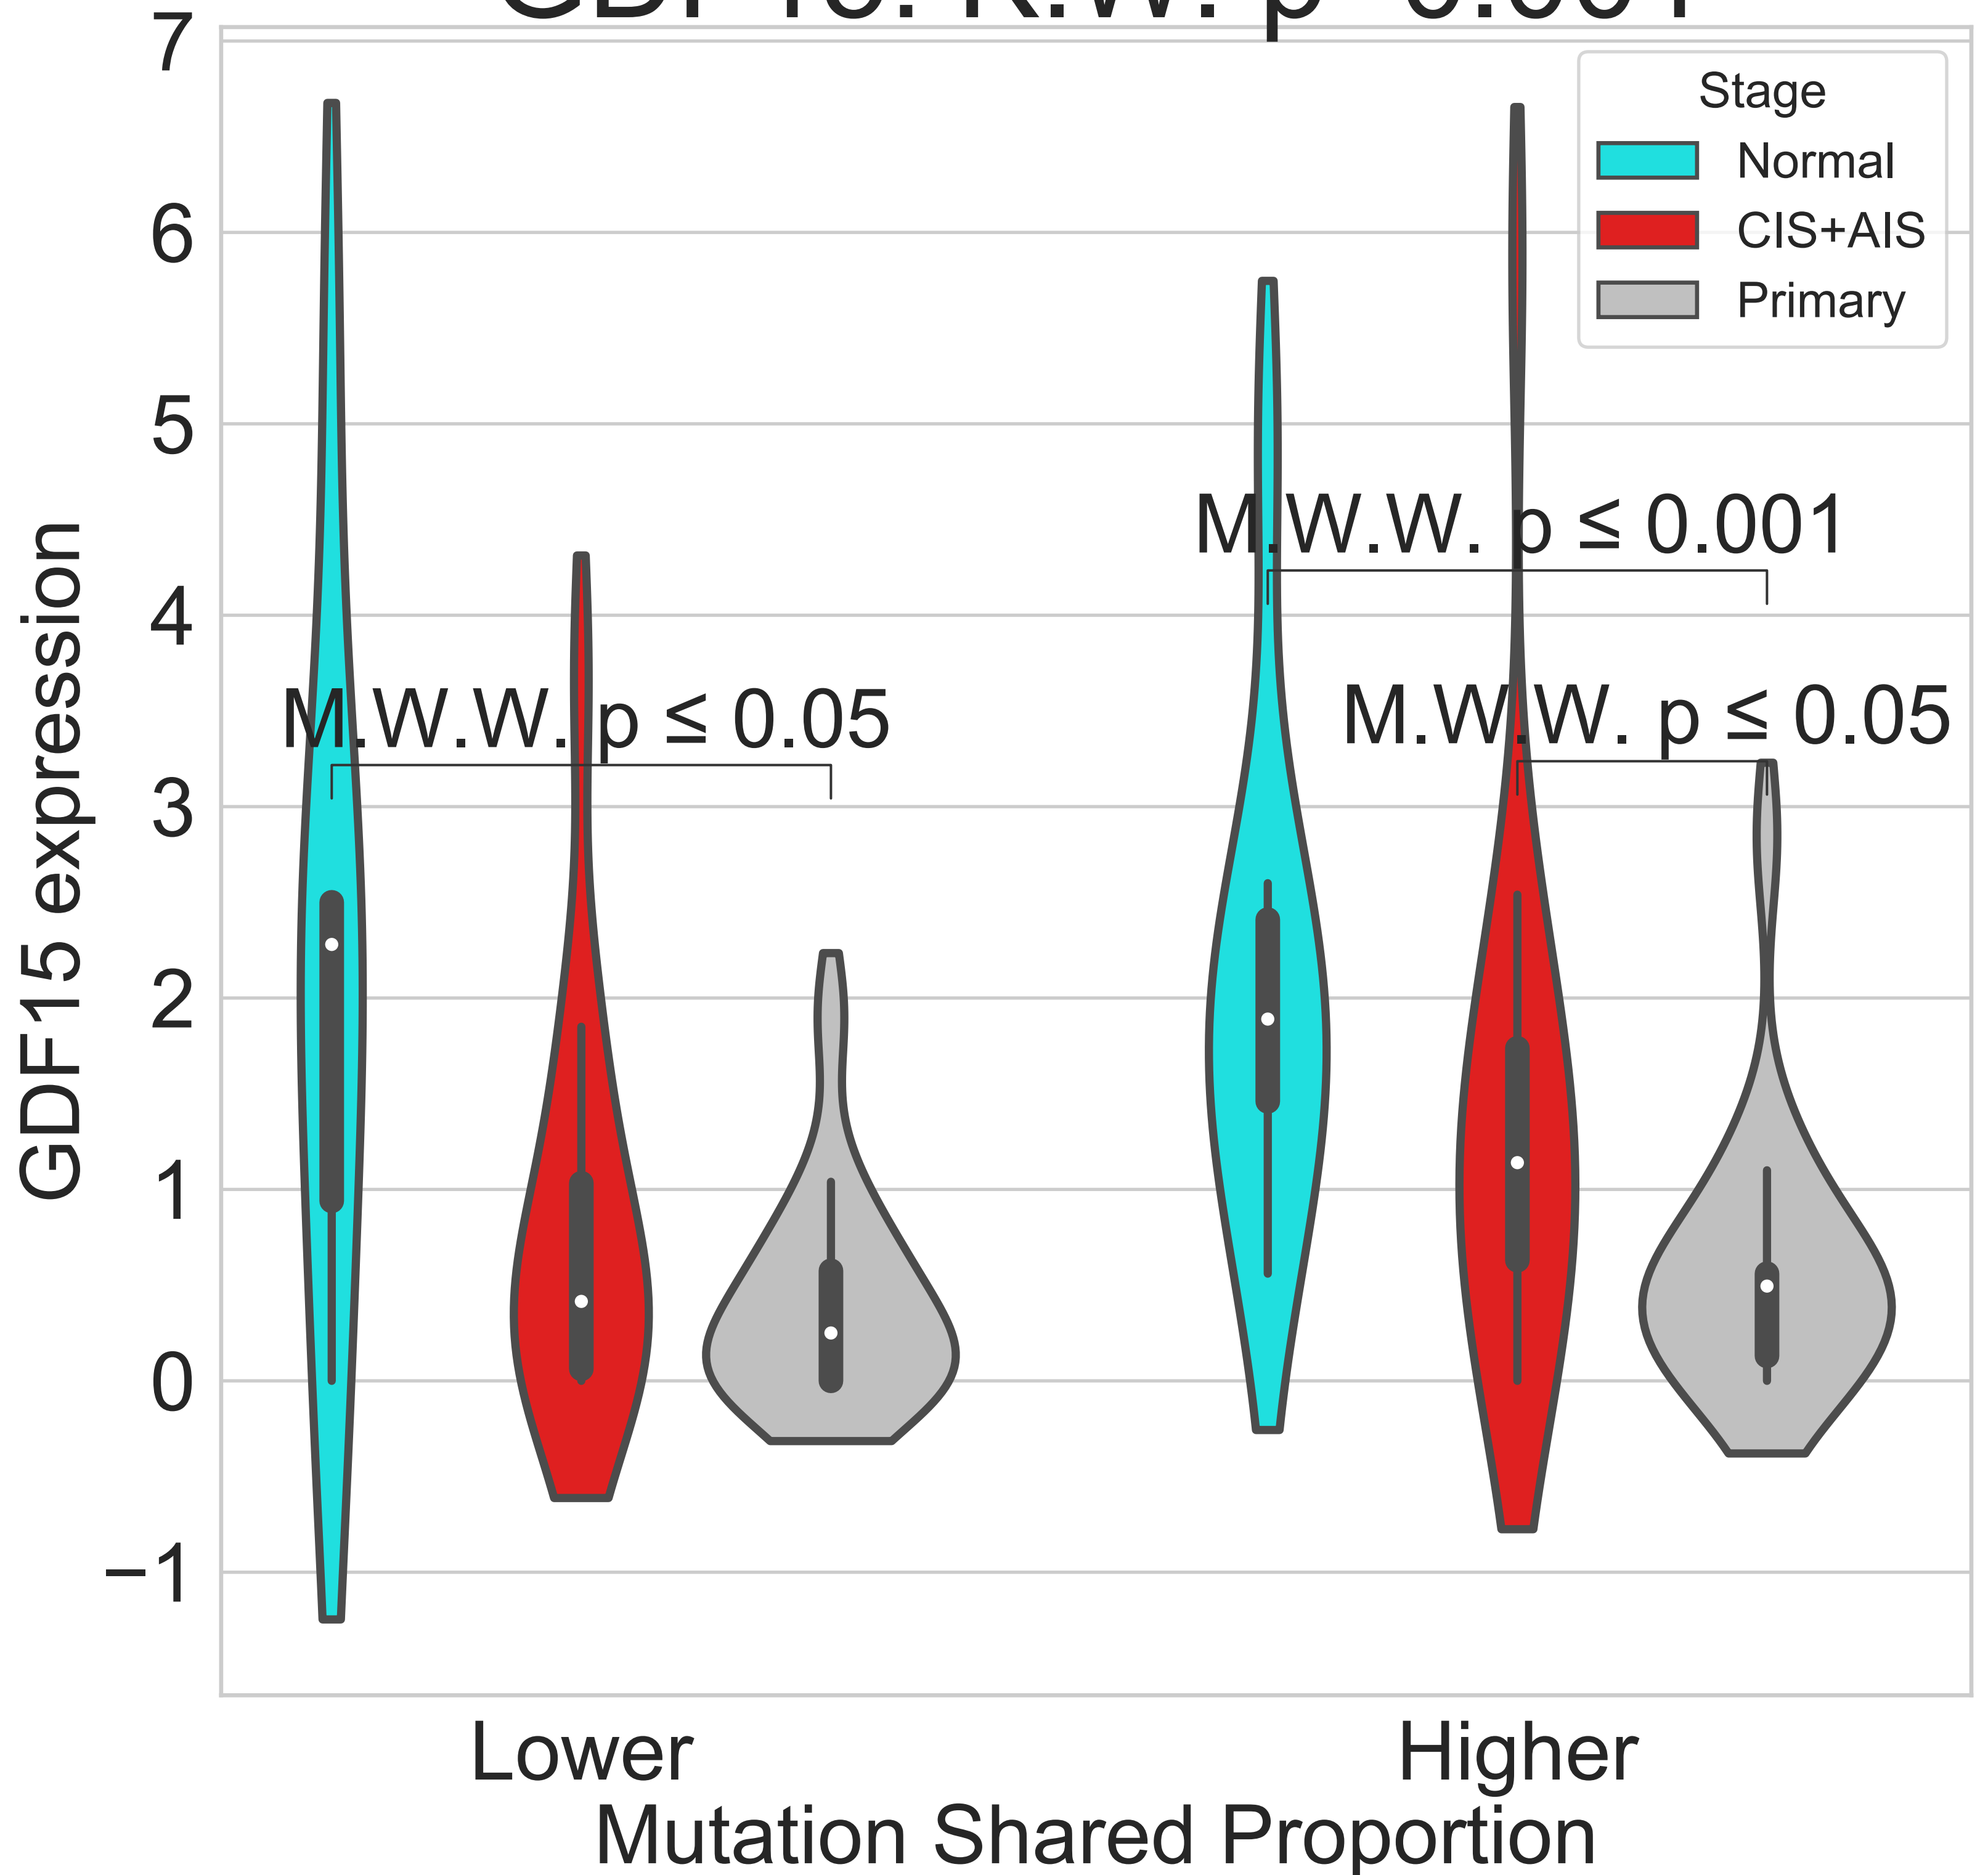 7
6
5
4
3
2
1
0
−1
GDF15 expression
Stage
Normal
CIS+AIS
Primary
M.W.W. p ≤ 0.001
M.W.W. p ≤ 0.05
M.W.W. p ≤ 0.05
Lower
Higher
Mutation Shared Proportion